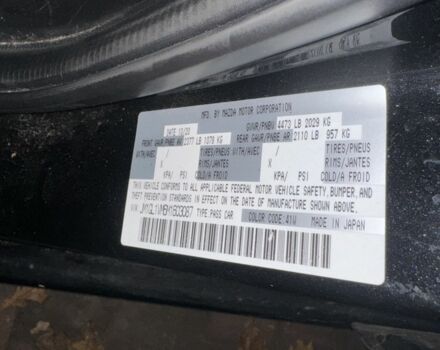 MFD. BY MAZDA MOTOR CORPORATION
DATE 10/20 GVWR/PNBV 4473 LB 2029 KG
FRONT GAWR/PNBE AV 2377 LB 1078 KG REAR GAWR/PNBE AR 2110 LB 957 KG
W/AVEC TIRES/PNEUS W/AVEC TIRES/PNEUS
X RIMS/JANTES X RIMS/JANTES
KPA/ PSI COLD/A FROID KPA/ PSI COLD/A FROID
THIS VEHICLE CONFORMS TO ALL APPLICABLE FEDERAL MOTOR VEHICLE SAFETY, BUMPER, AND
THEFT PREVENTION STANDARDS IN EFFECT ON THE DATE OF MANUFACTURE SHOWN ABOVE.
TYPE PASS CAR COLOR CODE 41W MADE IN JAPAN